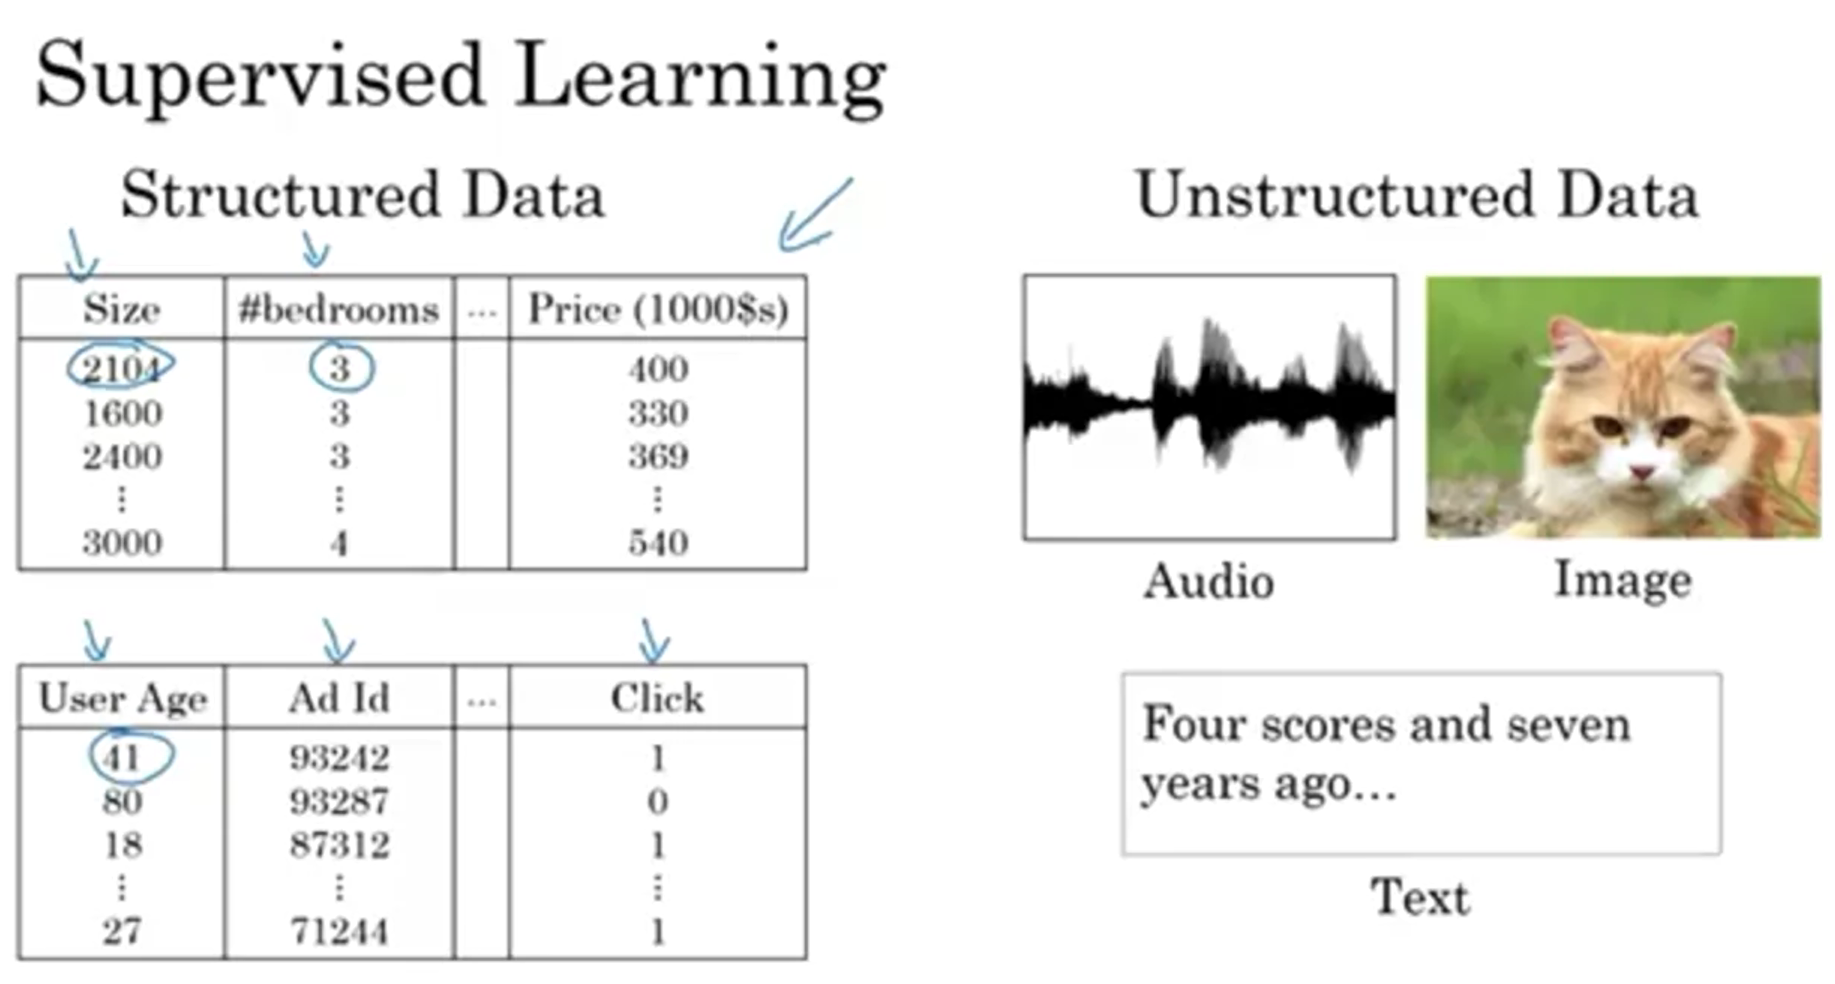 Supervised Learning
Structured Data
Size #bedrooms ... Price (1000$s)
2104 3 400
1600 3 330
2400 3 369
⋮ ⋮ ⋮
3000 4 540
User Age Ad Id ... Click
41 93242 1
80 93287 0
18 87312 1
⋮ ⋮ ⋮
27 71244 1
Unstructured Data
Audio
Image
Four scores and seven
years ago...
Text